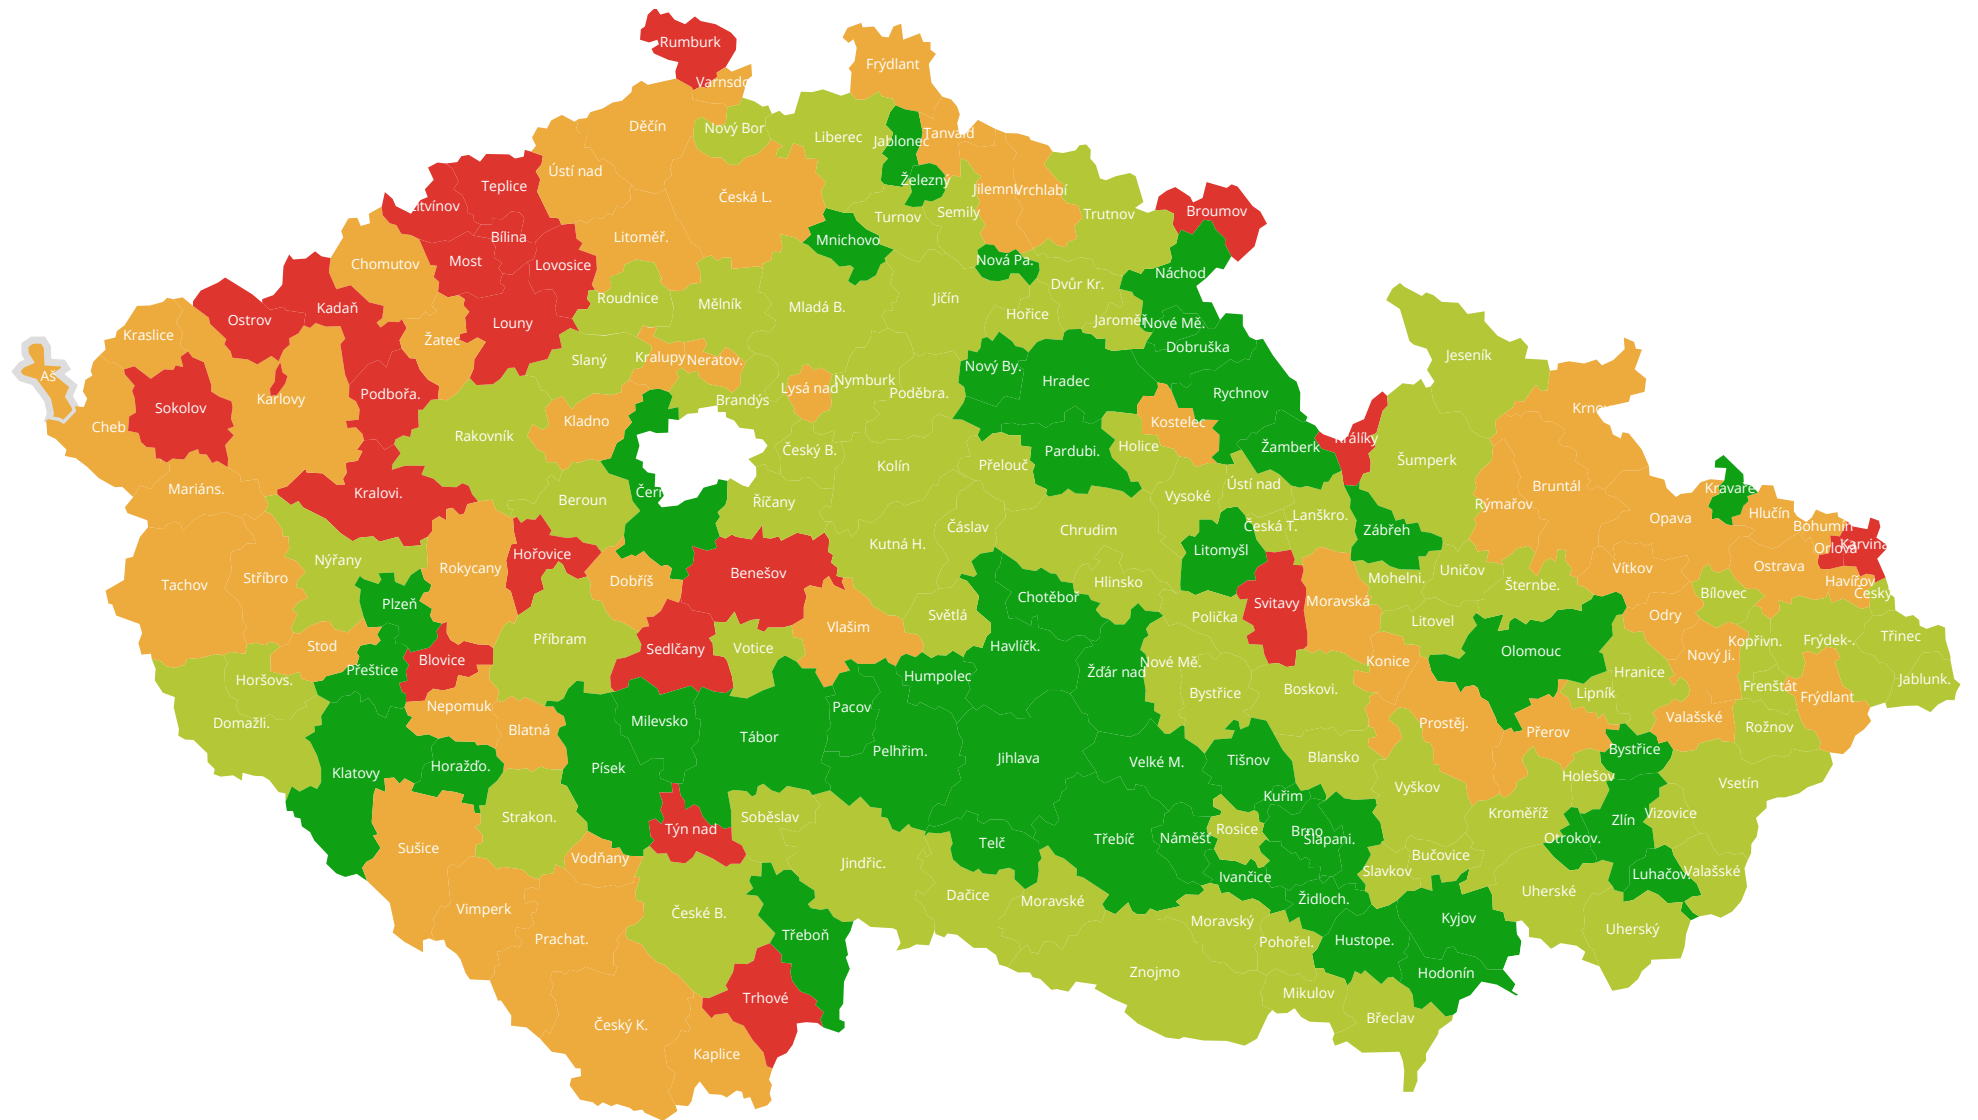 Rumburk
Frýdlant
Varnsdo
Děčín
Nový Bor
Liberec
Jablonec
Tanvald
Ústí nad
Teplice
Železný
Česká L.
Jilemni
Vrchlabí
Litvínov
Semily
Turnov
Trutnov
Broumov
Bílina
Litoměř.
Mnichovo
Most
Lovosice
Chomutov
Nová Pa.
Náchod
Dvůr Kr.
Roudnice
Mělník
Mladá B.
Jičín
Kadaň
Ostrov
Louny
Hořice
Jaroměř
Nové Mě.
Kraslice
Žatec
Dobruška
Slaný
Kralupy
Neratov.
Jeseník
Aš
Nový By.
Hradec
Lysá nad
Nymburk
Poděbra.
Rychnov
Podbořa.
Karlovy
Brandýs
Sokolov
Krnov
Cheb
Kladno
Kostelec
Rakovník
Králíky
Holice
Žamberk
Český B.
Pardubi.
Šumperk
Kolín
Přelouč
Mariáns.
Kralovi.
Černo
Beroun
Říčany
Vysoké
Ústí nad
Bruntál
Kravaře
Rýmařov
Lanškro.
Hlučín
Opava
Čáslav
Chrudim
Česká T.
Zábřeh
Bohumín
Kutná H.
Orlová
Karviná
Hořovice
Litomyšl
Nýřany
Rokycany
Benešov
Vítkov
Ostrava
Stříbro
Tachov
Dobříš
Hlinsko
Mohelni.
Uničov
Šternbe.
Havířov
Český
Bílovec
Chotěboř
Plzeň
Svitavy
Moravská
Světlá
Polička
Odry
Litovel
Vlašim
Příbram
Třinec
Kopřivn.
Frýdek-.
Stod
Sedlčany
Votice
Havlíčk.
Olomouc
Nový Ji.
Blovice
Konice
Nové Mě.
Přeštice
Žďár nad
Humpolec
Hranice
Horšovs.
Jablunk.
Frenštát
Bystřice
Boskovi.
Lipník
Frýdlant
Nepomuk
Pacov
Milevsko
Domažli.
Prostěj.
Valašské
Rožnov
Blatná
Tábor
Přerov
Pelhřim.
Bystřice
Jihlava
Velké M.
Tišnov
Blansko
Horažďo.
Písek
Klatovy
Holešov
Vsetín
Vyškov
Kuřim
Strakon.
Soběslav
Kroměříž
Vizovice
Zlín
Týn nad
Rosice
Brno
Šlapani.
Třebíč
Náměšť
Otrokov.
Telč
Sušice
Vodňany
Bučovice
Jindřic.
Slavkov
Valašské
Luhačov.
Ivančice
Uherské
Dačice
Židloch.
Moravské
Vimperk
České B.
Kyjov
Moravský
Uherský
Třeboň
Prachat.
Hustope.
Pohořel.
Znojmo
Hodonín
Mikulov
Trhové
Břeclav
Český K.
Kaplice